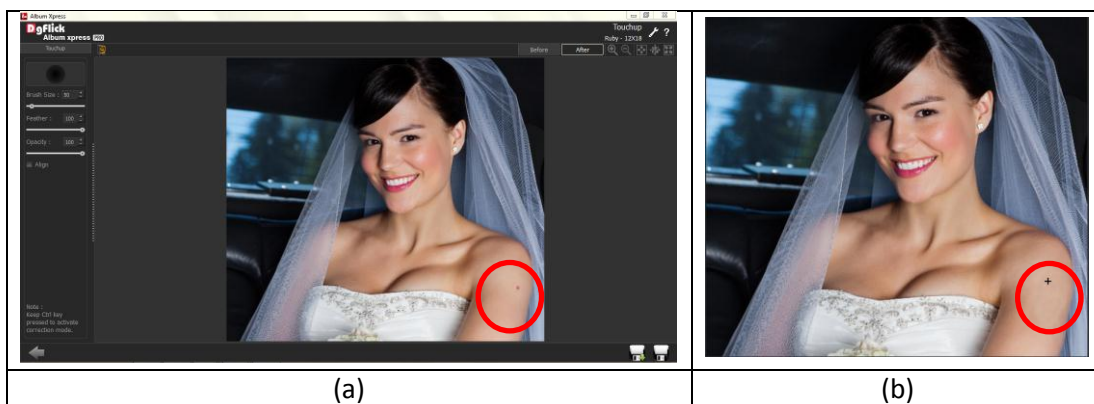 Album Xpress
DgFlick
Album xpress PRO
Touchup
Ruby - 12X18
?
Touchup
Before
After
Brush Size : 30
Feather : 100
Opacity : 100
Align
Note :
Keep Ctrl key
pressed to activate
correction mode.
(a)
(b)